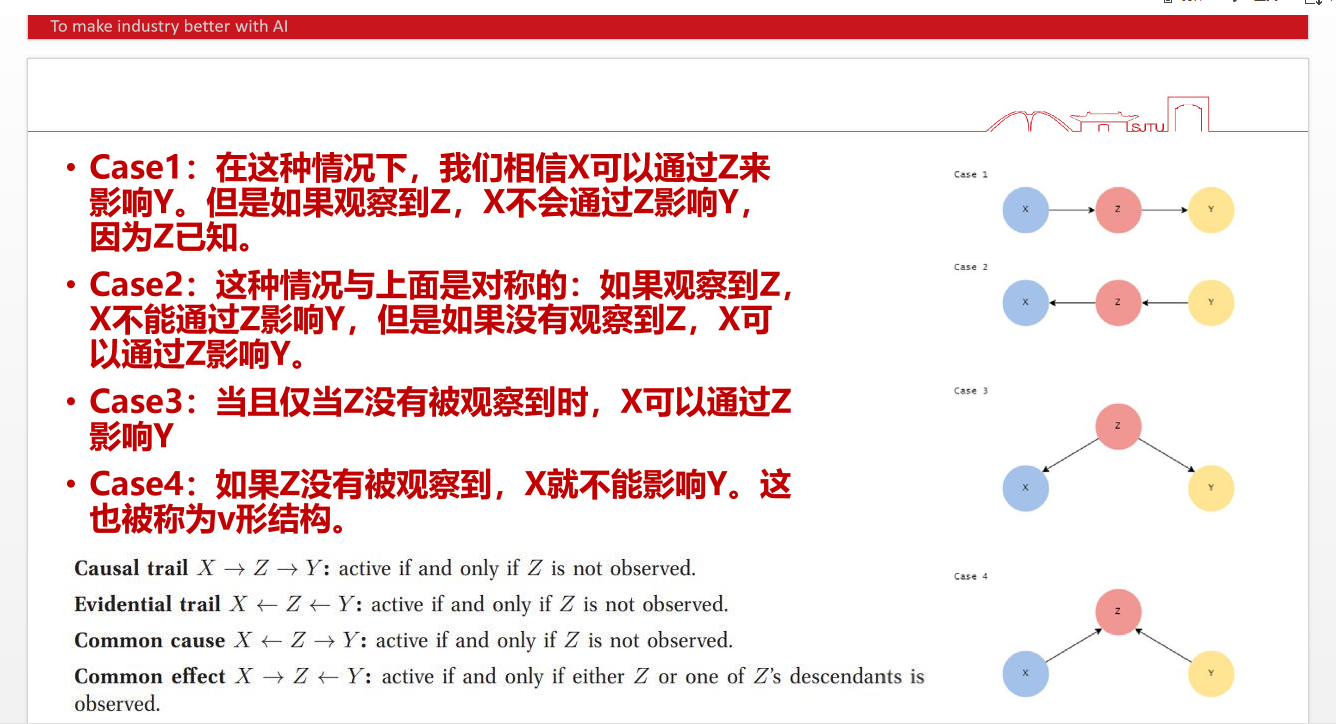 To make industry better with AI
SJTU
• Case1：在这种情况下，我们相信X可以通过Z来
影响Y。但是如果观察到Z，X不会通过Z影响Y，
因为Z已知。
• Case2：这种情况与上面是对称的：如果观察到Z，
X不能通过Z影响Y，但是如果没有观察到Z，X可
以通过Z影响Y。
• Case3：当且仅当Z没有被观察到时，X可以通过Z
影响Y
• Case4：如果Z没有被观察到，X就不能影响Y。这
也被称为v形结构。
Causal trail X → Z → Y: active if and only if Z is not observed.
Evidential trail X ← Z ← Y: active if and only if Z is not observed.
Common cause X ← Z → Y: active if and only if Z is not observed.
Common effect X → Z ← Y: active if and only if either Z or one of Z's descendants is
observed.
Case 1
X Z Y
Case 2
X Z Y
Case 3
Z
X Y
Case 4
Z
X Y